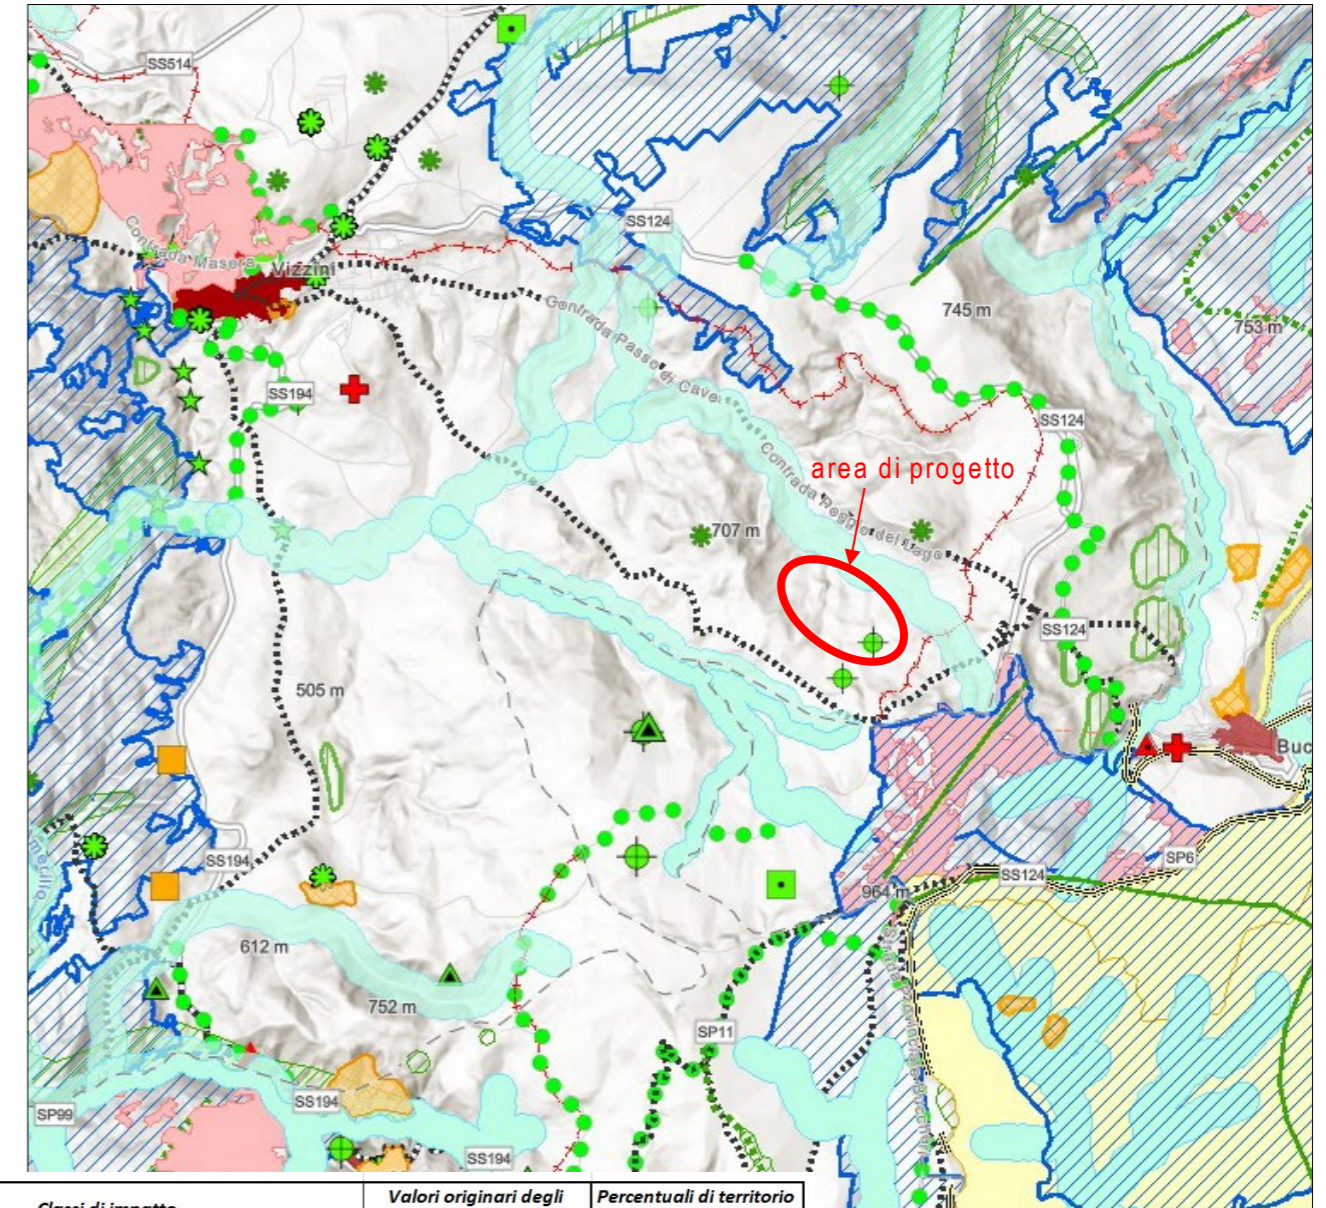 SS514
SS124
Contrada Masera
Vizzini
745 m
753 m
Contrada Passo di Cave
SS194
SS124
area di progetto
Contrada Poggio del Lago
707 m
SS124
505 m
Buc
SP6
SS194
SS124
964 m
612 m
752 m
SP11
SS194
SP99
SS194
Classi di impatto
Valori originari degli
Percentuali di territorio